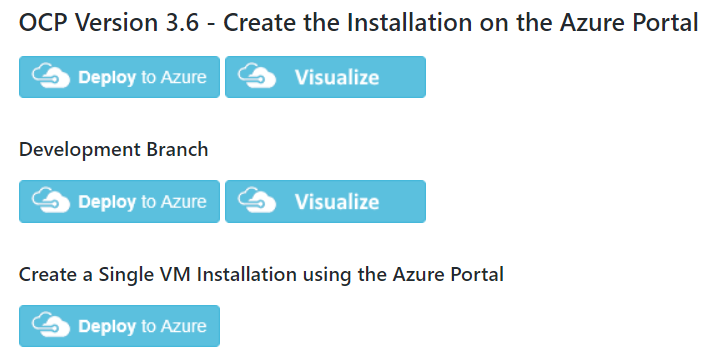 OCP Version 3.6 - Create the Installation on the Azure Portal
Deploy to Azure Visualize
Development Branch
Deploy to Azure Visualize
Create a Single VM Installation using the Azure Portal
Deploy to Azure